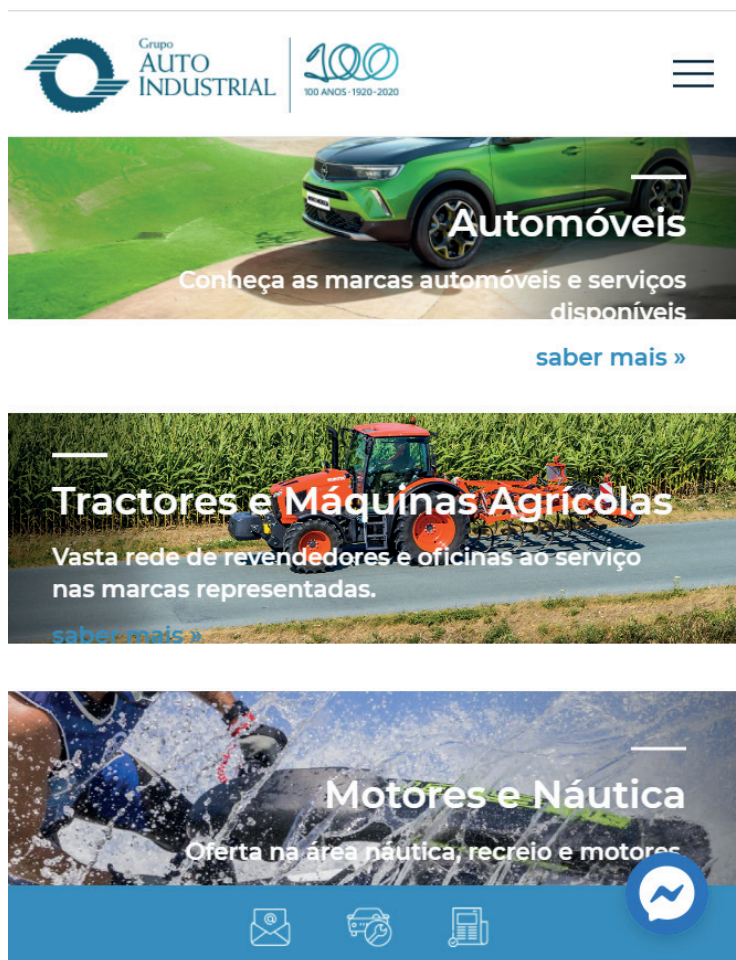 Grupo
AUTO
INDUSTRIAL
100
100 ANOS · 1920-2020
Automóveis
Conheça as marcas automóveis e serviços
disponíveis
saber mais »
Tractores e Máquinas Agrícolas
Vasta rede de revendedores e oficinas ao serviço
nas marcas representadas.
saber mais »
Motores e Náutica
Oferta na área náutica, recreio e motores.